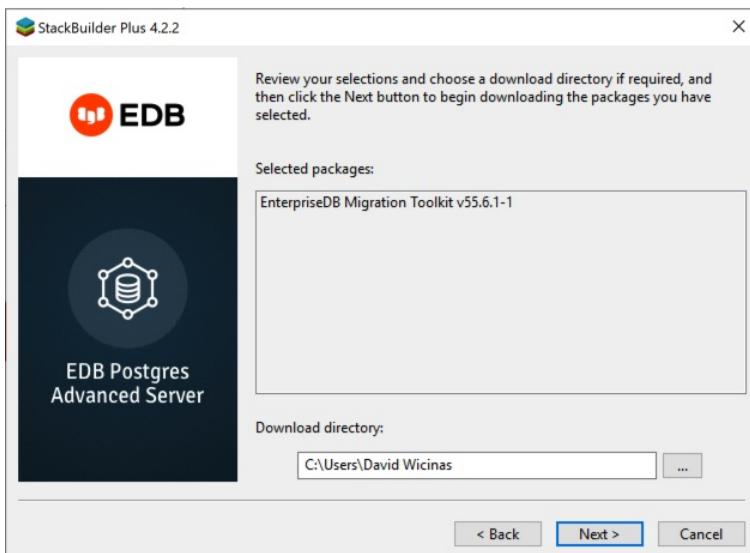 StackBuilder Plus 4.2.2
EDB
EDB Postgres
Advanced Server
Review your selections and choose a download directory if required, and
then click the Next button to begin downloading the packages you have
selected.
Selected packages:
EnterpriseDB Migration Toolkit v55.6.1-1
Download directory:
C:\Users\David Wicinas
...
< Back
Next >
Cancel